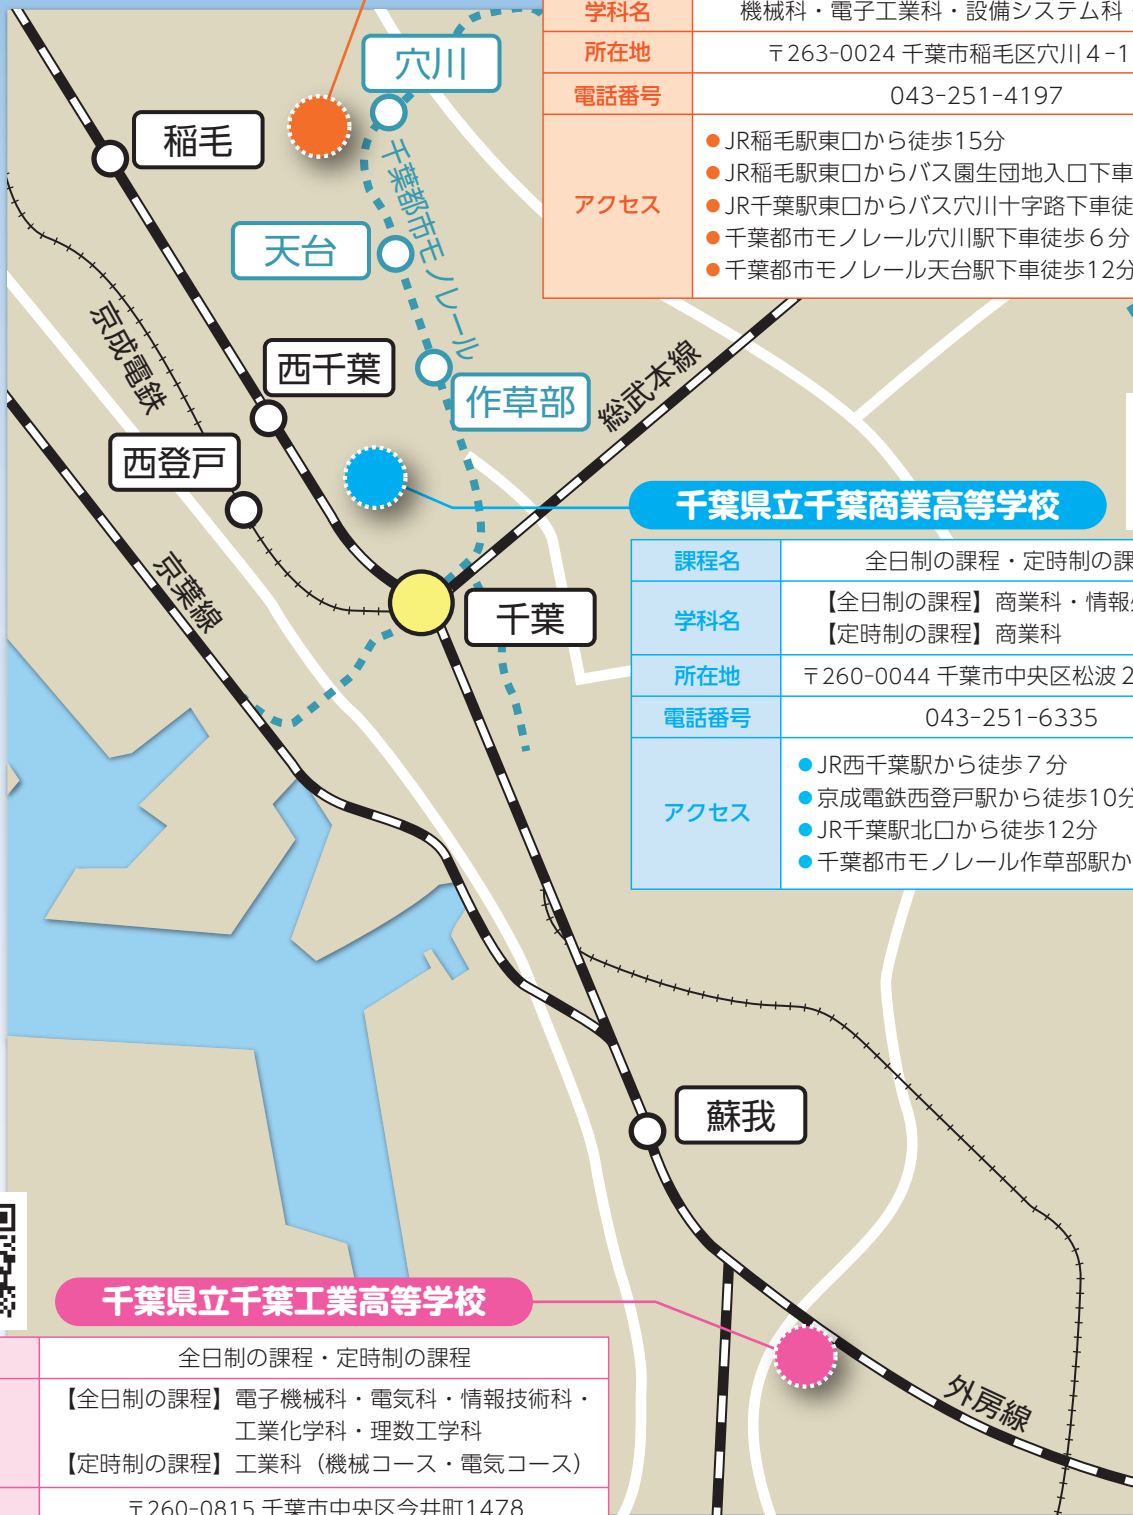 学科名
機械科・電子工業科・設備システム科
所在地
〒263-0024 千葉市稲毛区穴川4-1
電話番号
043-251-4197
アクセス
●JR稲毛駅東口から徒歩15分
●JR稲毛駅東口からバス園生団地入口下車
●JR千葉駅東口からバス穴川十字路下車徒
●千葉都市モノレール穴川駅下車徒歩6分
●千葉都市モノレール天台駅下車徒歩12分
穴川
稲毛
千葉都市モノレール
天台
京成電鉄
西千葉
作草部
総武本線
西登戸
京葉線
千葉
千葉県立千葉商業高等学校
課程名
全日制の課程・定時制の課
学科名
【全日制の課程】商業科・情報
【定時制の課程】商業科
所在地
〒260-0044 千葉市中央区松波2
電話番号
043-251-6335
アクセス
●JR西千葉駅から徒歩7分
●京成電鉄西登戸駅から徒歩10分
●JR千葉駅北口から徒歩12分
●千葉都市モノレール作草部駅か
蘇我
千葉県立千葉工業高等学校
全日制の課程・定時制の課程
【全日制の課程】電子機械科・電気科・情報技術科・
工業化学科・理数工学科
【定時制の課程】工業科（機械コース・電気コース）
〒260-0815 千葉市中央区今井町1478
外房線